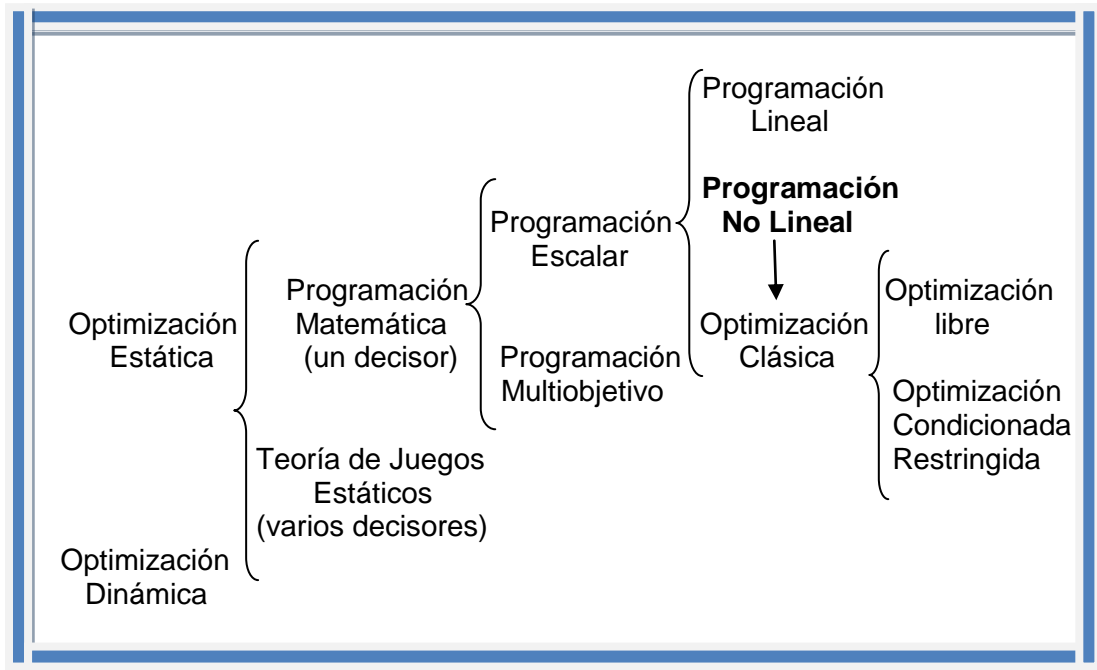 Optimización
Estática
Optimización
Dinámica
Programación
Matemática
(un decisor)
Teoría de Juegos
Estáticos
(varios decisores)
Programación
Escalar
Programación
Multiobjetivo
Programación
Lineal
Programación
No Lineal
Optimización
Clásica
Optimización
libre
Optimización
Condicionada
Restringida